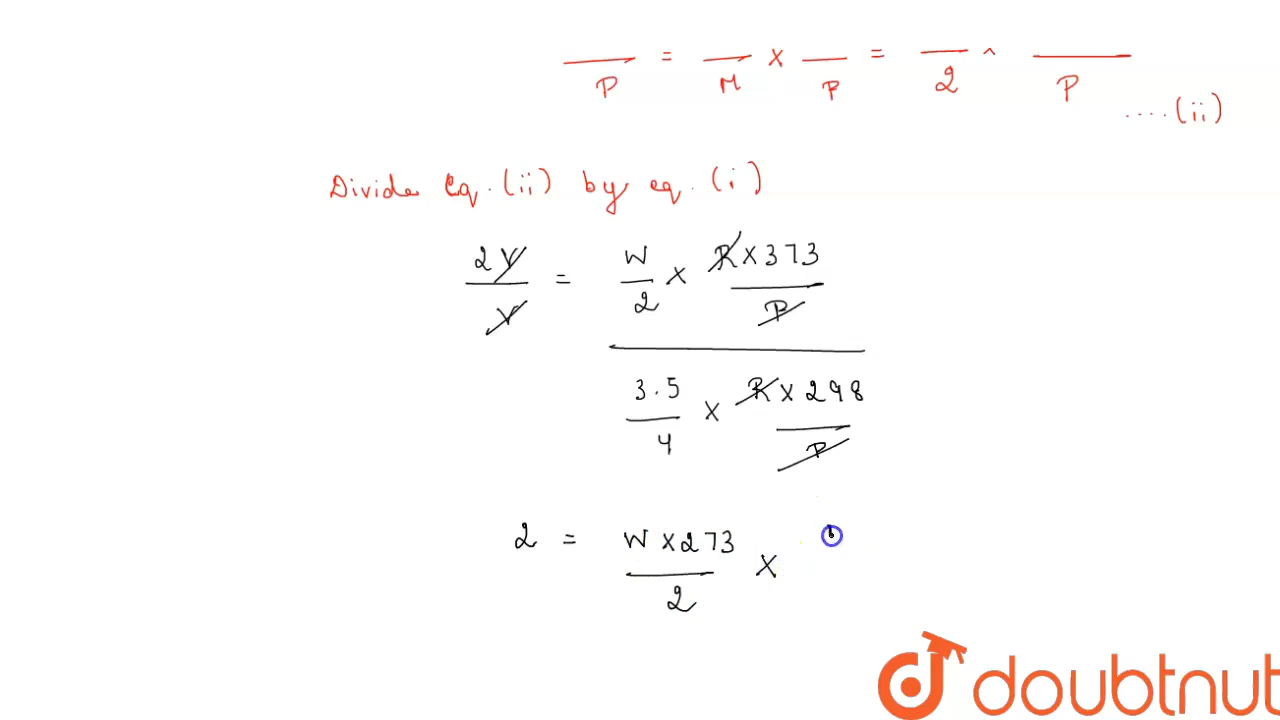 P = M × P = 2 × P
....(ii)
Divide Eq.(ii) by eq.(i)
2V/V = W/2 × R×373/P
3.5/4 × R×298/P
2 = W×273/2 ×
doubtnut